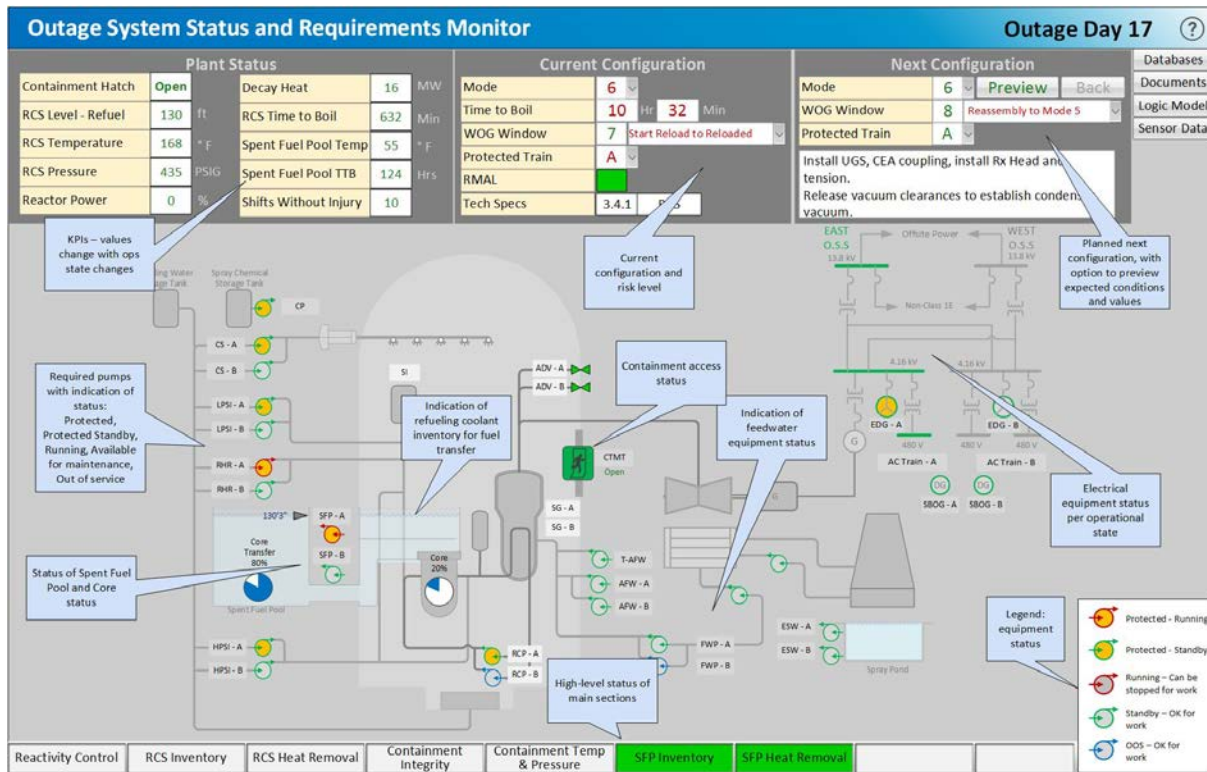 Outage System Status and Requirements Monitor
Outage Day 17
?
Plant Status
Containment Hatch Open
RCS Level - Refuel 130 ft
RCS Temperature 168 ° F
RCS Pressure 435 PSIG
Reactor Power 0 %
Decay Heat 16 MW
RCS Time to Boil 632 Min
Spent Fuel Pool Temp 55 ° F
Spent Fuel Pool TTB 124 Hrs
Shifts Without Injury 10
Current Configuration
Mode 6
Time to Boil 10 Hr 32 Min
WOG Window 7 Start Reload to Reloaded
Protected Train A
RMAL
Tech Specs 3.4.1
Next Configuration
Mode 6 Preview Back
WOG Window 8 Reassembly to Mode 5
Protected Train A
Install UGS, CEA coupling, install Rx Head and
tension.
Release vacuum clearances to establish
vacuum.
Databases
Documents
Logic Model
Sensor Data
KPIs – values
change with ops
state changes
Current
configuration and
risk level
Planned next
configuration, with
option to preview
expected conditions
and values
Water
Tank
Spray Chemical
Storage Tank
CP
CS - A
CS - B
LPSI - A
LPSI - B
RHR - A
RHR - B
Required pumps
with indication of
status:
Protected,
Protected Standby,
Running, Available
for maintenance,
Out of service
SI
Indication of
refueling coolant
inventory for fuel
transfer
ADV - A
ADV - B
Containment access
status
CTMT
Open
Indication of
feedwater
equipment status
EAST
O.S.S
13.8 kV
Offsite Power
WEST
O.S.S
13.8 kV
Non-Class 1E
4.16 kV
4.16 kV
EDG - A
EDG - B
480 V
480 V
480 V
AC Train - A
AC Train - B
DG
DG
SBOG - A
SBOG - B
G
G
Electrical
equipment status
per operational
state
130'3"
SFP - A
SFP - B
Core
Transfer
80%
Spent Fuel Pool
Core
20%
Status of Spent Fuel
Pool and Core
status
SG - A
SG - B
T-AFW
AFW - A
AFW - B
FWP - A
FWP - B
ESW - A
ESW - B
Spray Pond
HPSI - A
HPSI - B
RCP - A
RCP - B
High-level status of
main sections
Legend:
equipment
status
Protected - Running
Protected - Standby
Running – Can be
stopped for work
Standby – OK for
work
OOS – OK for
work
Reactivity Control
RCS Inventory
RCS Heat Removal
Containment
Integrity
Containment Temp
& Pressure
SFP Inventory
SFP Heat Removal